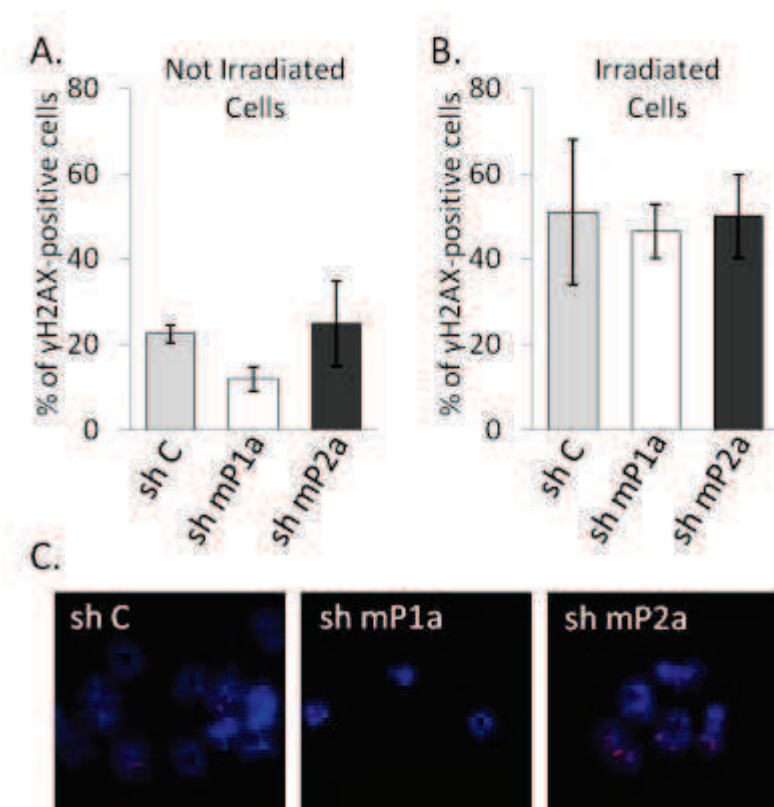 A.
Not Irradiated
Cells
% of γH2AX-positive cells
80
60
40
20
0
sh C
sh mP1a
sh mP2a
B.
Irradiated
Cells
% of γH2AX-positive cells
80
60
40
20
0
sh C
sh mP1a
sh mP2a
C.
sh C
sh mP1a
sh mP2a